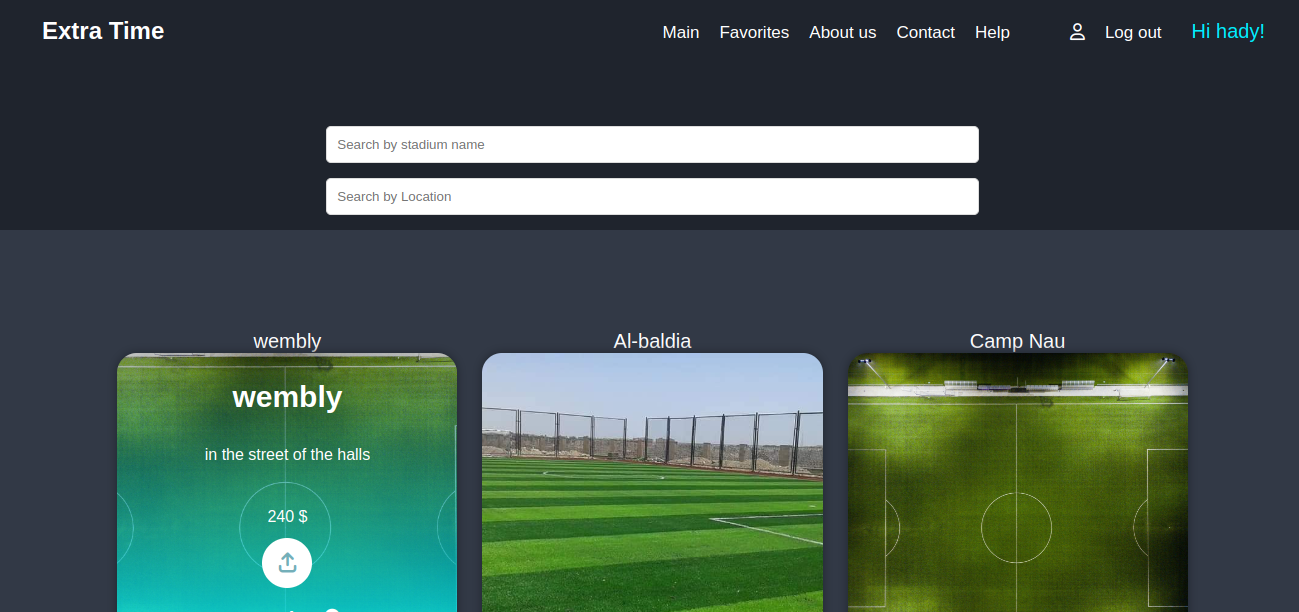 Extra Time
Main Favorites About us Contact Help Log out Hi hady!
Search by stadium name
Search by Location
wembly Al-baldia Camp Nau
wembly
in the street of the halls
240 $